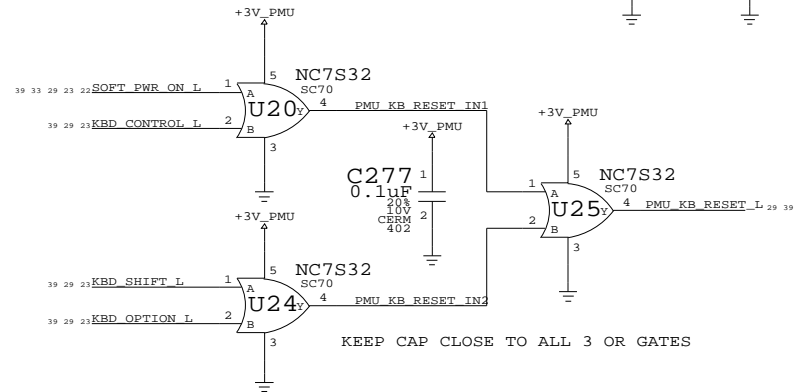 +3V_PMU
5 NC7S32
SC70
39 33 29 23 22 SOFT_PWR_ON_L 1 A
U20 Y 4 PMU_KB_RESET_IN1
39 29 23 KBD_CONTROL_L 2 B
3
+3V_PMU
C277 1
0.1uF
20%
10V
CERM 2
402
+3V_PMU
5 NC7S32
SC70
1 A
U25 Y 4 PMU_KB_RESET_L 29 39
2 B
3
+3V_PMU
5 NC7S32
SC70
39 29 23 KBD_SHIFT_L 1 A
U24 Y 4 PMU_KB_RESET_IN2
39 29 23 KBD_OPTION_L 2 B
3
KEEP CAP CLOSE TO ALL 3 OR GATES